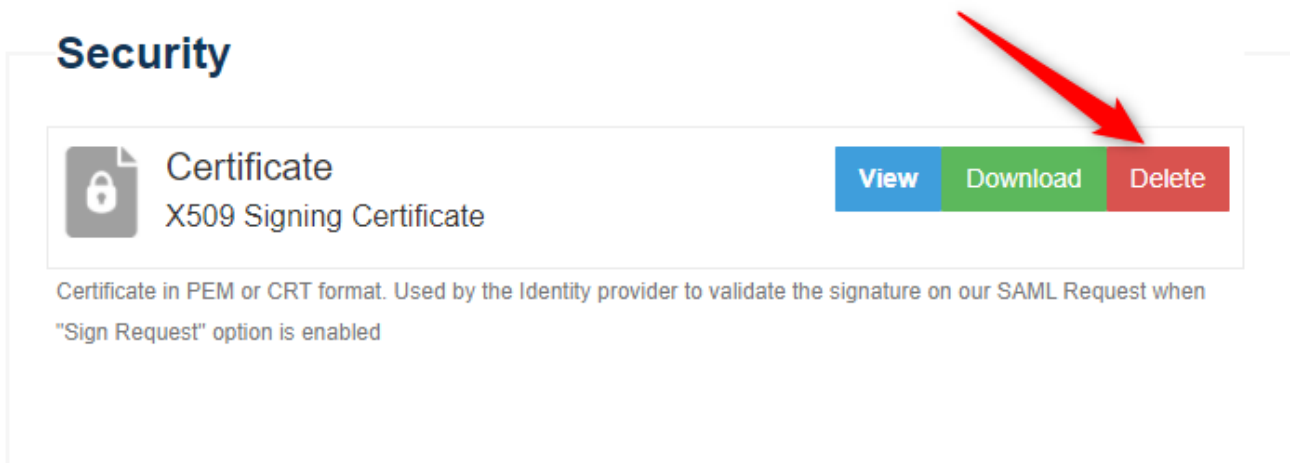 Security
Certificate
X509 Signing Certificate
View Download Delete
Certificate in PEM or CRT format. Used by the Identity provider to validate the signature on our SAML Request when
"Sign Request" option is enabled